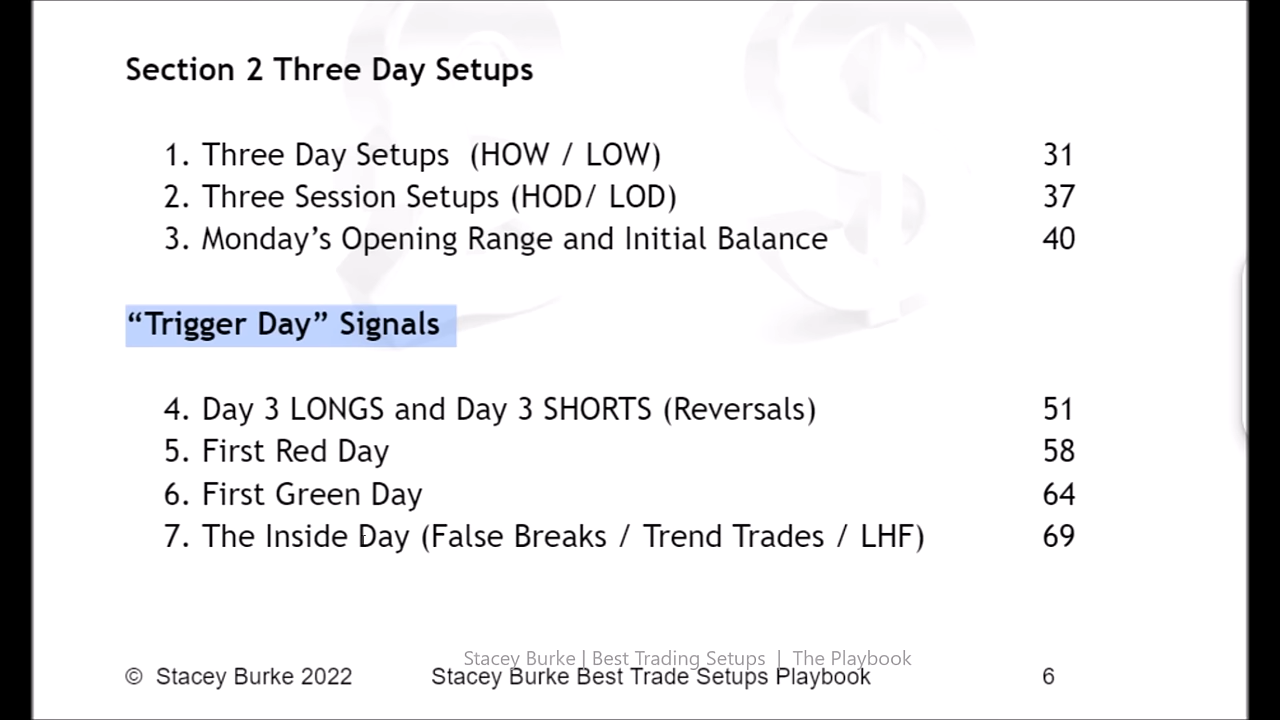 Section 2 Three Day Setups
1. Three Day Setups (HOW / LOW) 31
2. Three Session Setups (HOD/ LOD) 37
3. Monday’s Opening Range and Initial Balance 40
“Trigger Day” Signals
4. Day 3 LONGS and Day 3 SHORTS (Reversals) 51
5. First Red Day 58
6. First Green Day 64
7. The Inside Day (False Breaks / Trend Trades / LHF) 69
Stacey Burke | Best Trading Setups | The Playbook
© Stacey Burke 2022 Stacey Burke Best Trade Setups Playbook 6